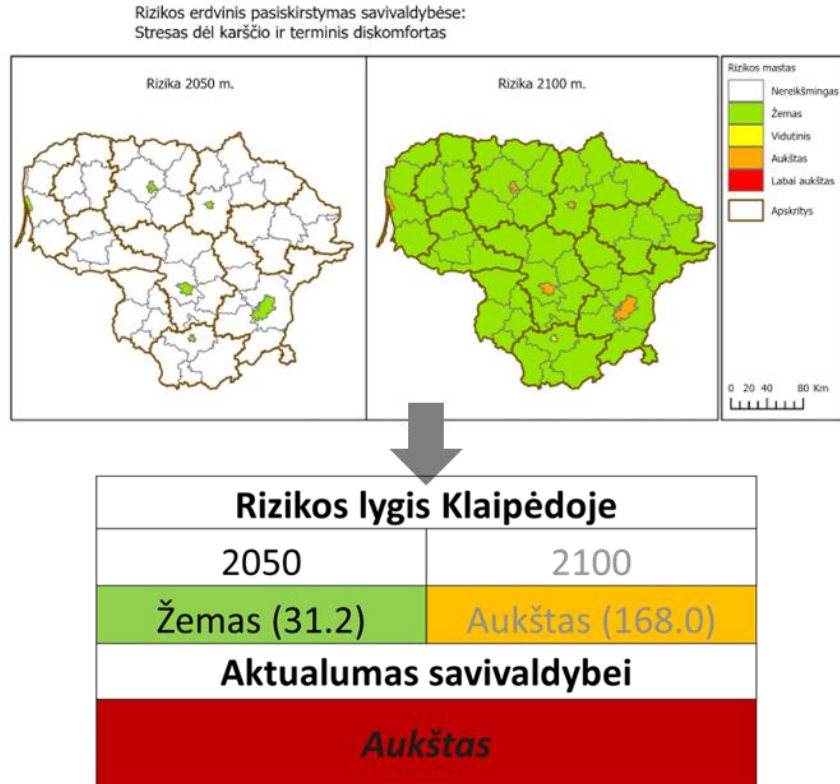 Rizikos erdvinis pasiskirstymas savivaldybėse:
Stresas dėl karščio ir terminis diskomfortas
Rizika 2050 m.
Rizika 2100 m.
Rizikos mastas
Nereikšmingas
Žemas
Vidutinis
Aukštas
Labai aukštas
Apskritys
0 20 40 80 Km
Rizikos lygis Klaipėdoje
2050 2100
Žemas (31.2) Aukštas (168.0)
Aktualumas savivaldybei
Aukštas